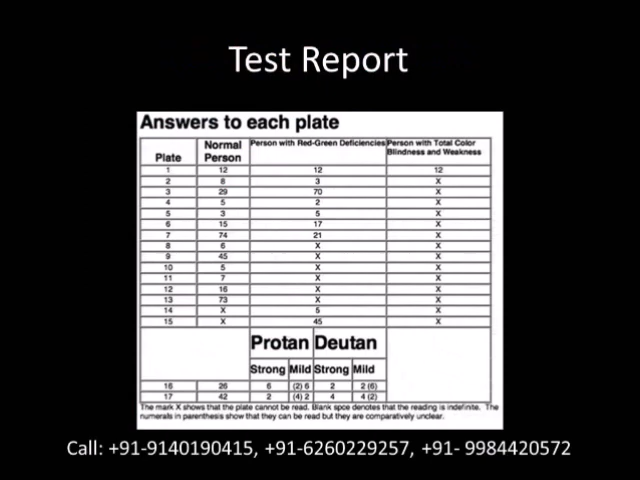 Test Report
Answers to each plate
Plate Normal Person Person with Red-Green Deficiencies Person with Total Color Blindness and Weakness
1 12 12 12
2 8 3 X
3 29 70 X
4 5 2 X
5 3 5 X
6 15 17 X
7 74 21 X
8 6 X X
9 45 X X
10 5 X X
11 7 X X
12 16 X X
13 73 X X
14 X 5 X
15 X 45 X
Protan Deutan
Strong Mild Strong Mild
16 26 6 (2) 6 2 2 (6)
17 42 2 (4) 2 4 4 (2)
The mark X shows that the plate cannot be read. Blank spce denotes that the reading is indefinite. The
numerals in parenthesis show that they can be read but they are comparatively unclear.
Call: +91-9140190415, +91-6260229257, +91- 9984420572